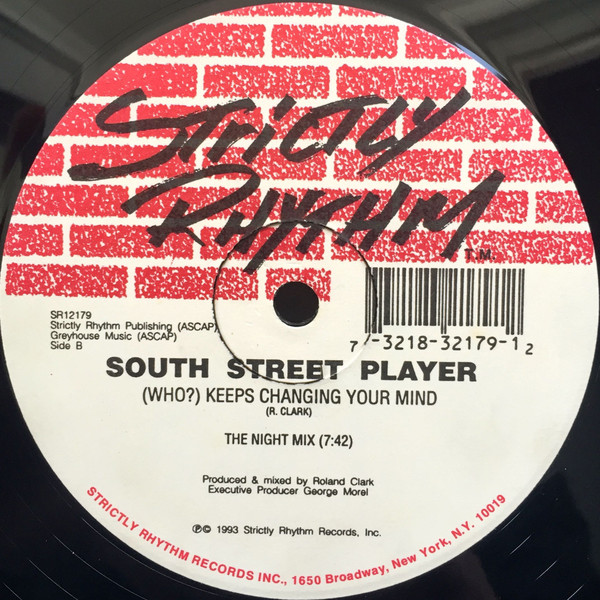 STRICTLY
RHYTHM
T.M.
SR12179
Strictly Rhythm Publishing (ASCAP)
Greyhouse Music (ASCAP)
Side B
7 -3218-32179-1 2
SOUTH STREET PLAYER
(WHO?) KEEPS CHANGING YOUR MIND
(R. CLARK)
THE NIGHT MIX (7:42)
Produced & mixed by Roland Clark
Executive Producer George Morel
℗© 1993 Strictly Rhythm Records, Inc.
STRICTLY RHYTHM RECORDS INC., 1650 Broadway, New York, N.Y. 10019